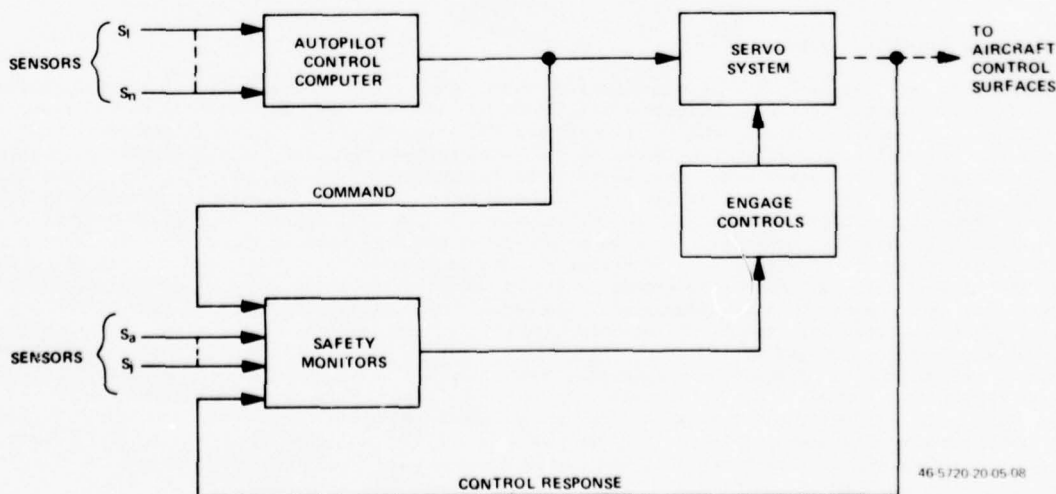 SENSORS
S1
Sn
AUTOPILOT
CONTROL
COMPUTER
SERVO
SYSTEM
TO
AIRCRAFT
CONTROL
SURFACES
COMMAND
ENGAGE
CONTROLS
SENSORS
Sa
Sj
SAFETY
MONITORS
CONTROL RESPONSE
46-5720-20-05-08